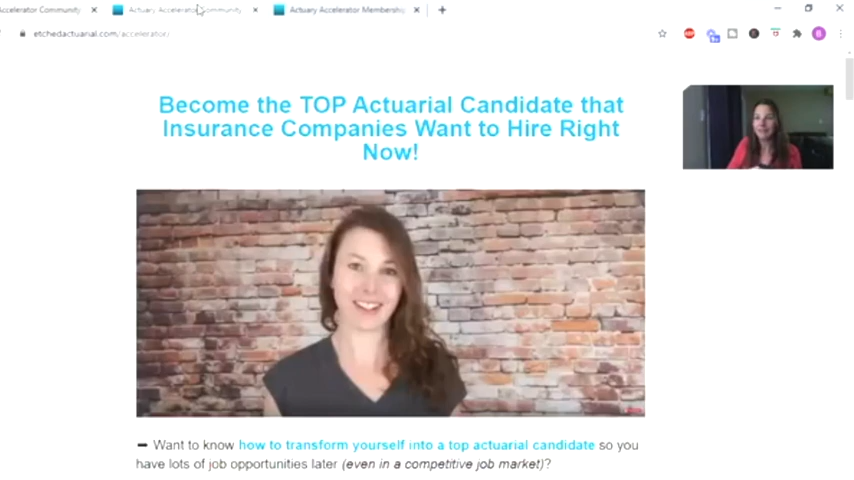 Accelerator Community
Actuary Accelerator Community
Actuary Accelerator Membership
etchedactuarial.com/accelerator/
Become the TOP Actuarial Candidate that
Insurance Companies Want to Hire Right
Now!
━ Want to know how to transform yourself into a top actuarial candidate so you
have lots of job opportunities later (even in a competitive job market)?